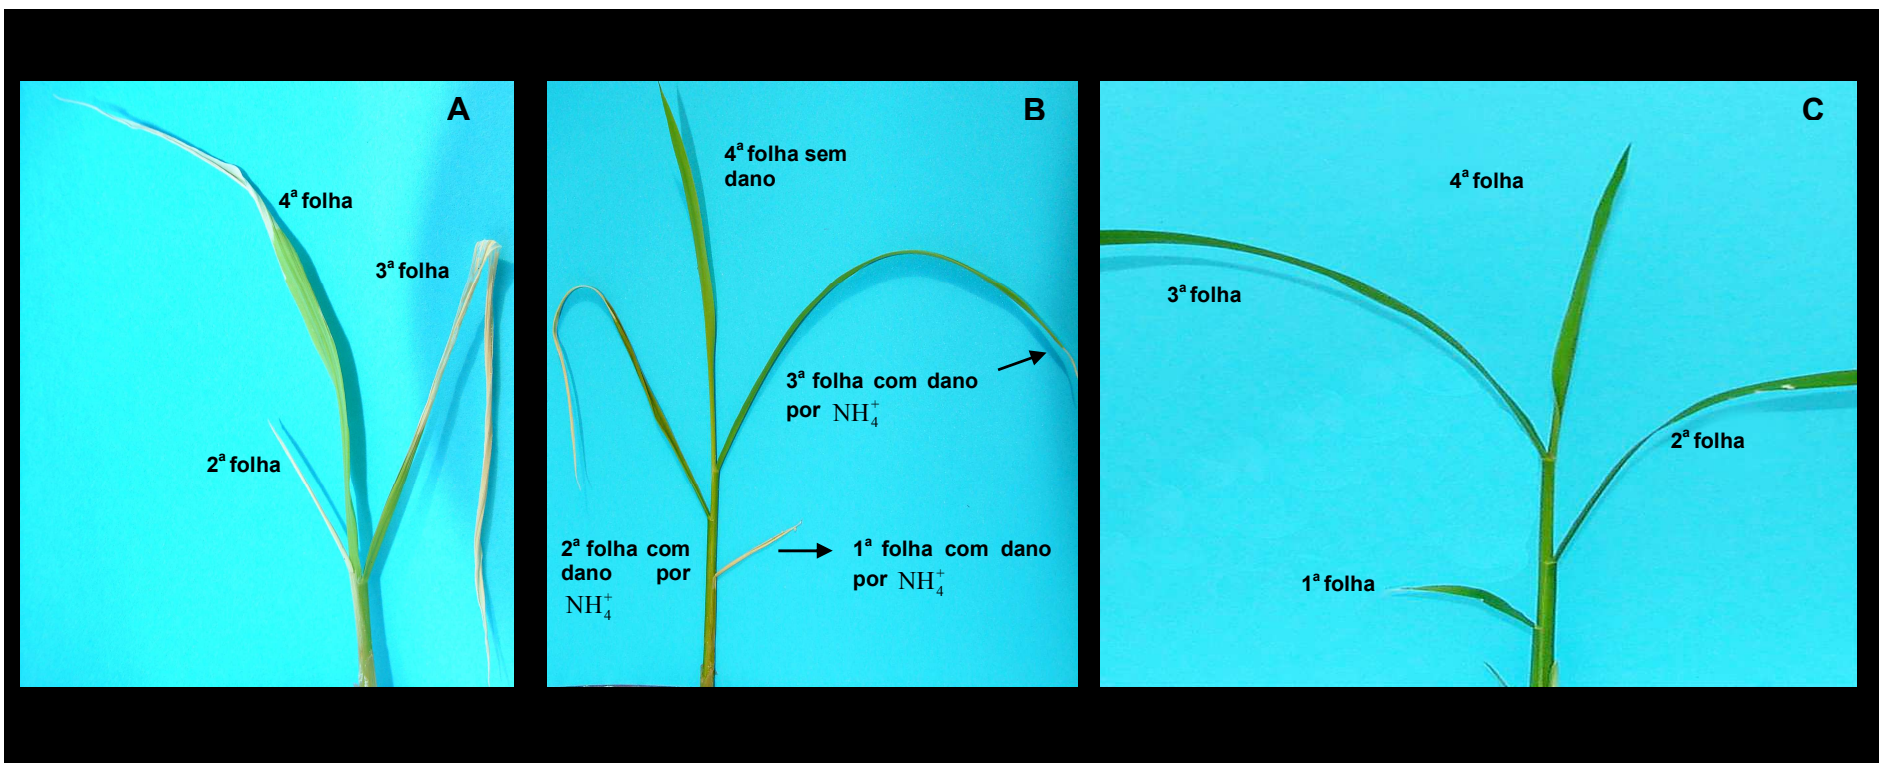 A
4ª folha
3ª folha
2ª folha
B
4ª folha sem
dano
3ª folha com dano
por NH₄⁺
2ª folha com
dano por
NH₄⁺
1ª folha com dano
por NH₄⁺
C
4ª folha
3ª folha
2ª folha
1ª folha